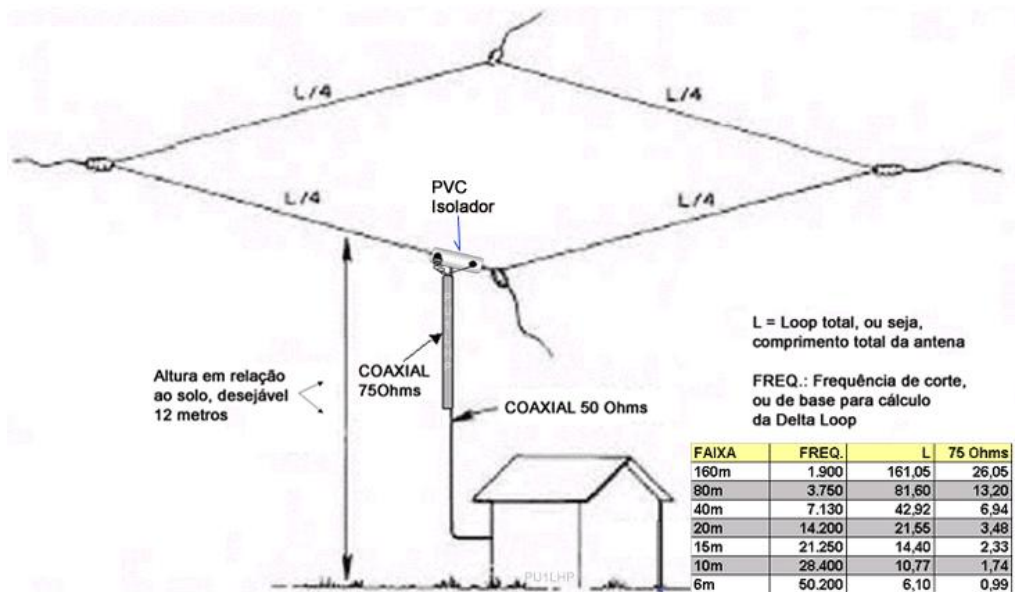 L/4
L/4
L/4
L/4
PVC
Isolador
COAXIAL
75Ohms
COAXIAL 50 Ohms
Altura em relação
ao solo, desejável
12 metros
L = Loop total, ou seja,
comprimento total da antena
FREQ.: Frequência de corte,
ou de base para cálculo
da Delta Loop
FAIXA FREQ. L 75 Ohms
160m 1.900 161,05 26,05
80m 3.750 81,60 13,20
40m 7.130 42,92 6,94
20m 14.200 21,55 3,48
15m 21.250 14,40 2,33
10m 28.400 10,77 1,74
6m 50.200 6,10 0,99
PU1LHP